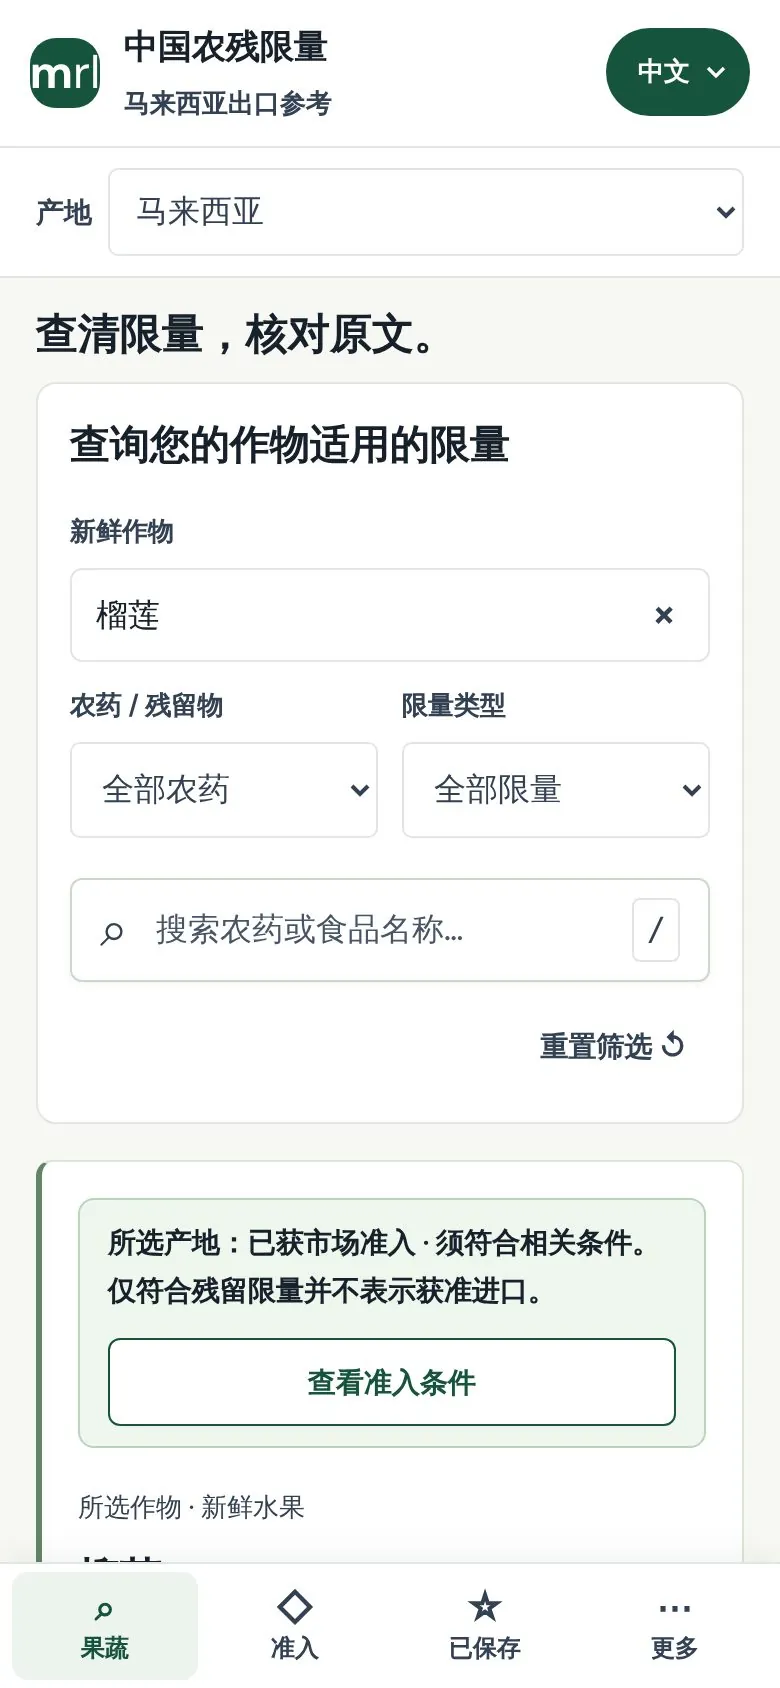 mrl
中国农残限量
马来西亚出口参考
中文
产地
马来西亚
查清限量，核对原文。
查询您的作物适用的限量
新鲜作物
榴莲
农药 / 残留物
限量类型
全部农药
全部限量
搜索农药或食品名称...
/
重置筛选
所选产地：已获市场准入 · 须符合相关条件。
仅符合残留限量并不表示获准进口。
查看准入条件
所选作物 · 新鲜水果
果蔬
准入
已保存
更多